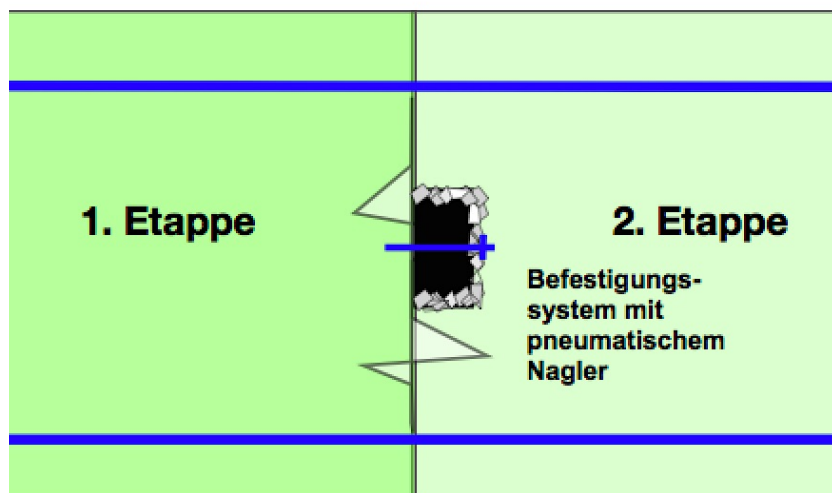 1. Etappe
2. Etappe
Befestigungs-
system mit
pneumatischem
Nagler